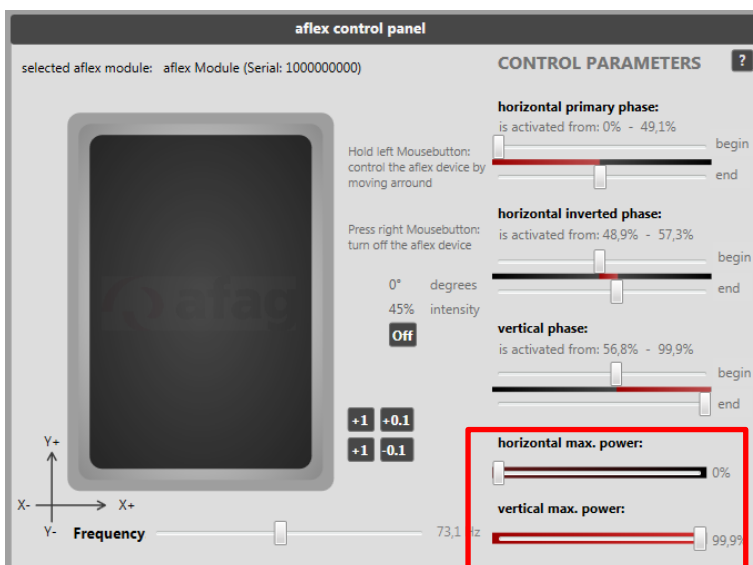 aflex control panel
selected aflex module: aflex Module (Serial: 1000000000)
CONTROL PARAMETERS ?
horizontal primary phase:
is activated from: 0% - 49,1%
begin
end
Hold left Mousebutton:
control the aflex device by
moving arround
Press right Mousebutton:
turn off the aflex device
0° degrees
45% intensity
Off
+1 +0.1
+1 -0.1
horizontal inverted phase:
is activated from: 48,9% - 57,3%
begin
end
vertical phase:
is activated from: 56,8% - 99,9%
begin
end
horizontal max. power:
0%
vertical max. power:
99,9%
afag
Y+
X- X+
Y-
Frequency 73,1 Hz